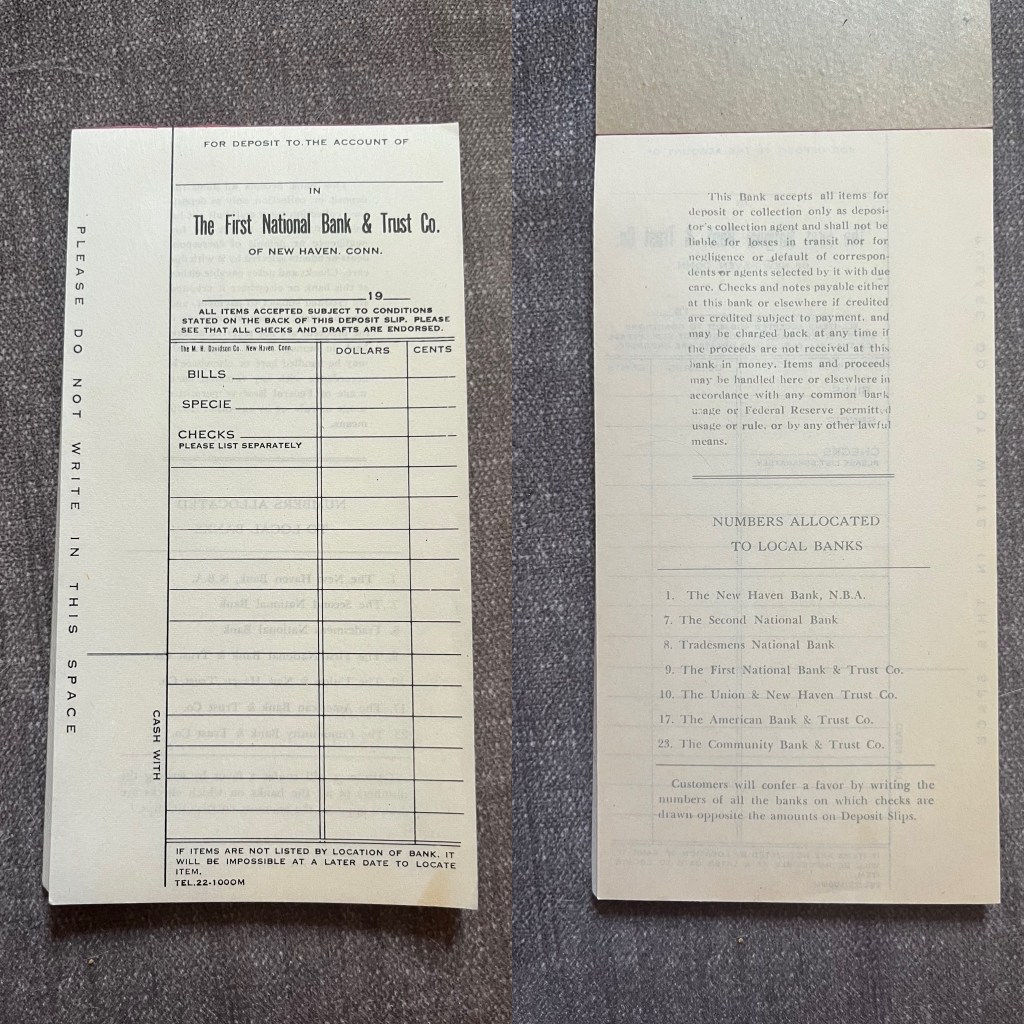 FOR DEPOSIT TO THE ACCOUNT OF
IN
The First National Bank & Trust Co.
OF NEW HAVEN, CONN.
19
ALL ITEMS ACCEPTED SUBJECT TO CONDITIONS
STATED ON THE BACK OF THIS DEPOSIT SLIP. PLEASE
SEE THAT ALL CHECKS AND DRAFTS ARE ENDORSED.
The M. H. Davidson Co., New Haven, Conn.
DOLLARS CENTS
BILLS
SPECIE
CHECKS
PLEASE LIST SEPARATELY
PLEASE DO NOT WRITE IN THIS SPACE
CASH WITH
IF ITEMS ARE NOT LISTED BY LOCATION OF BANK, IT
WILL BE IMPOSSIBLE AT A LATER DATE TO LOCATE
ITEM.
TEL.22-1000M
This Bank accepts all items for
deposit or collection only as deposi-
tor's collection agent and shall not be
liable for losses in transit nor for
negligence or default of correspon-
dents or agents selected by it with due
care. Checks and notes payable either
at this bank or elsewhere if credited
are credited subject to payment, and
may be charged back at any time if
the proceeds are not received at this
bank in money. Items and proceeds
may be handled here or elsewhere in
accordance with any common bank
usage or Federal Reserve permitted
usage or rule, or by any other lawful
means.
NUMBERS ALLOCATED
TO LOCAL BANKS
1. The New Haven Bank, N.B.A.
7. The Second National Bank
8. Tradesmens National Bank
9. The First National Bank & Trust Co.
10. The Union & New Haven Trust Co.
17. The American Bank & Trust Co.
23. The Community Bank & Trust Co.
Customers will confer a favor by writing the
numbers of all the banks on which checks are
drawn opposite the amounts on Deposit Slips.